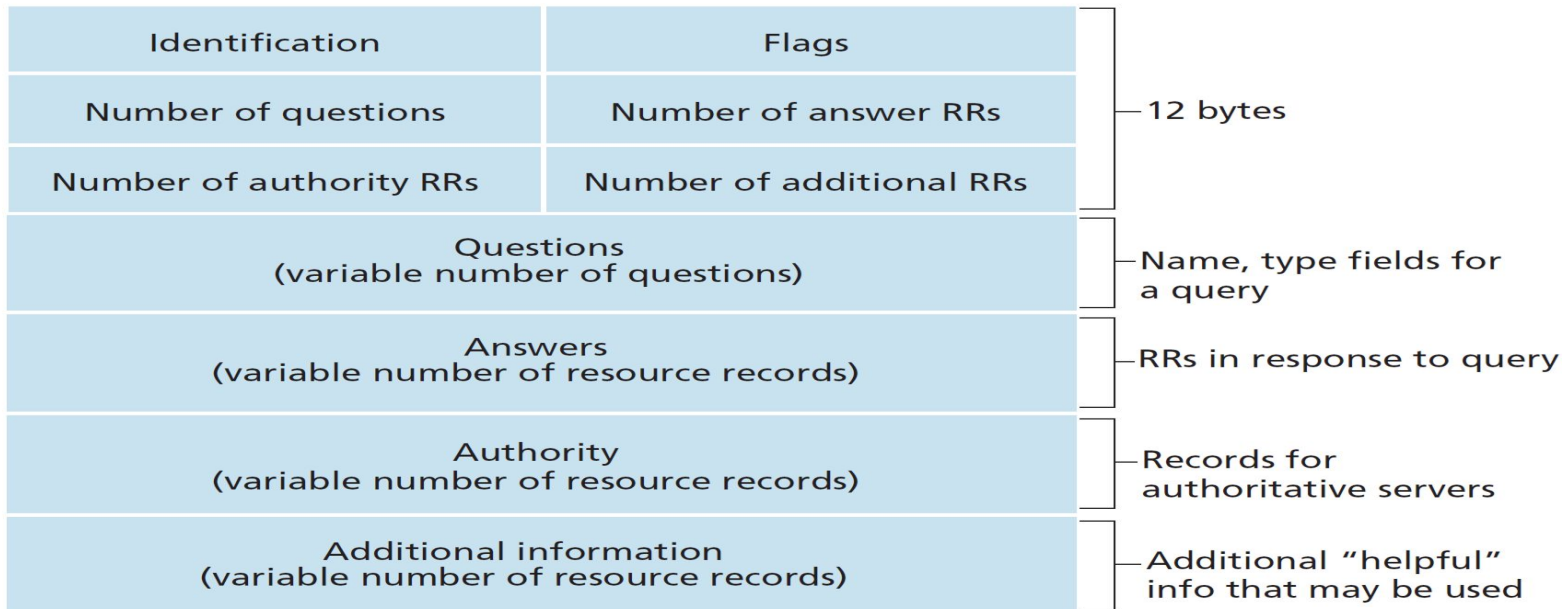 Identification
Flags
Number of questions
Number of answer RRs
12 bytes
Number of authority RRs
Number of additional RRs
Questions
(variable number of questions)
Name, type fields for
a query
Answers
(variable number of resource records)
RRs in response to query
Authority
(variable number of resource records)
Records for
authoritative servers
Additional information
(variable number of resource records)
Additional “helpful”
info that may be used